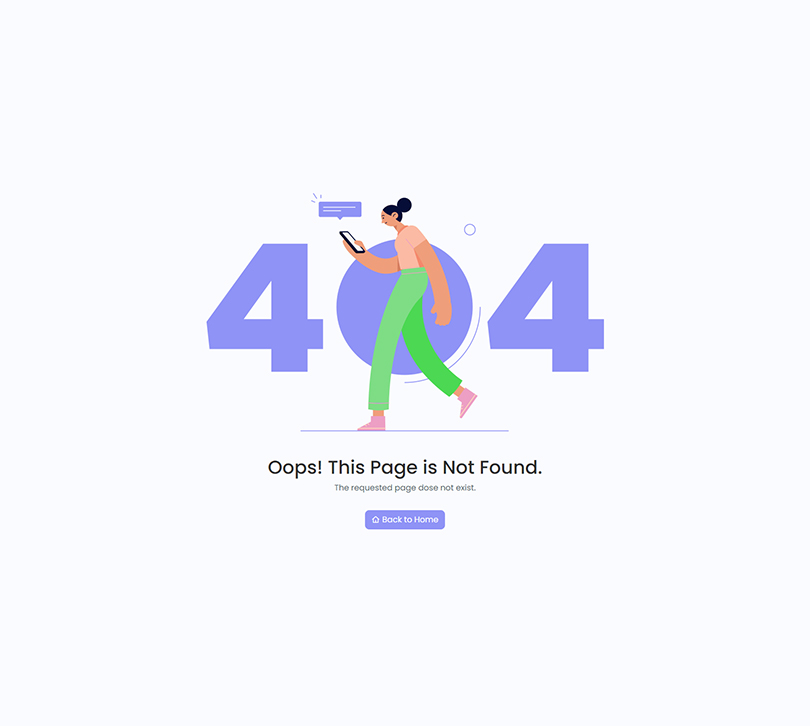 404
Oops! This Page is Not Found.
The requested page dose not exist.
Back to Home